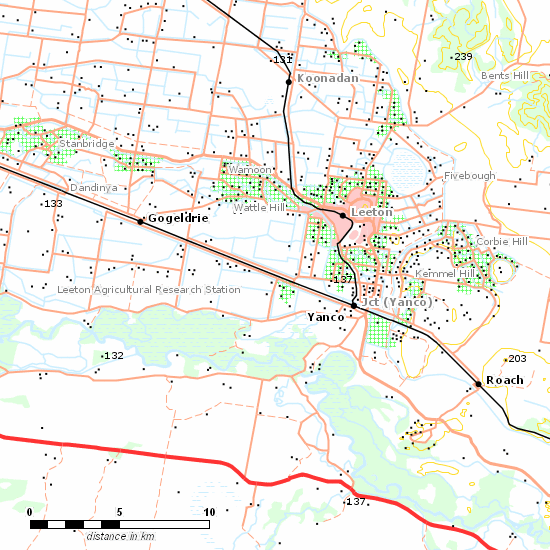 131
239
Koonadan
Bents Hill
Stanbridge
Wamoon
Fivebough
Dandinya
133
Wattle Hill
Leeton
Gogeldrie
Corbie Hill
Kemmel Hill
137
Leeton Agricultural Research Station
Jct (Yanco)
Yanco
132
203
Roach
137
0 5 10
distance in km